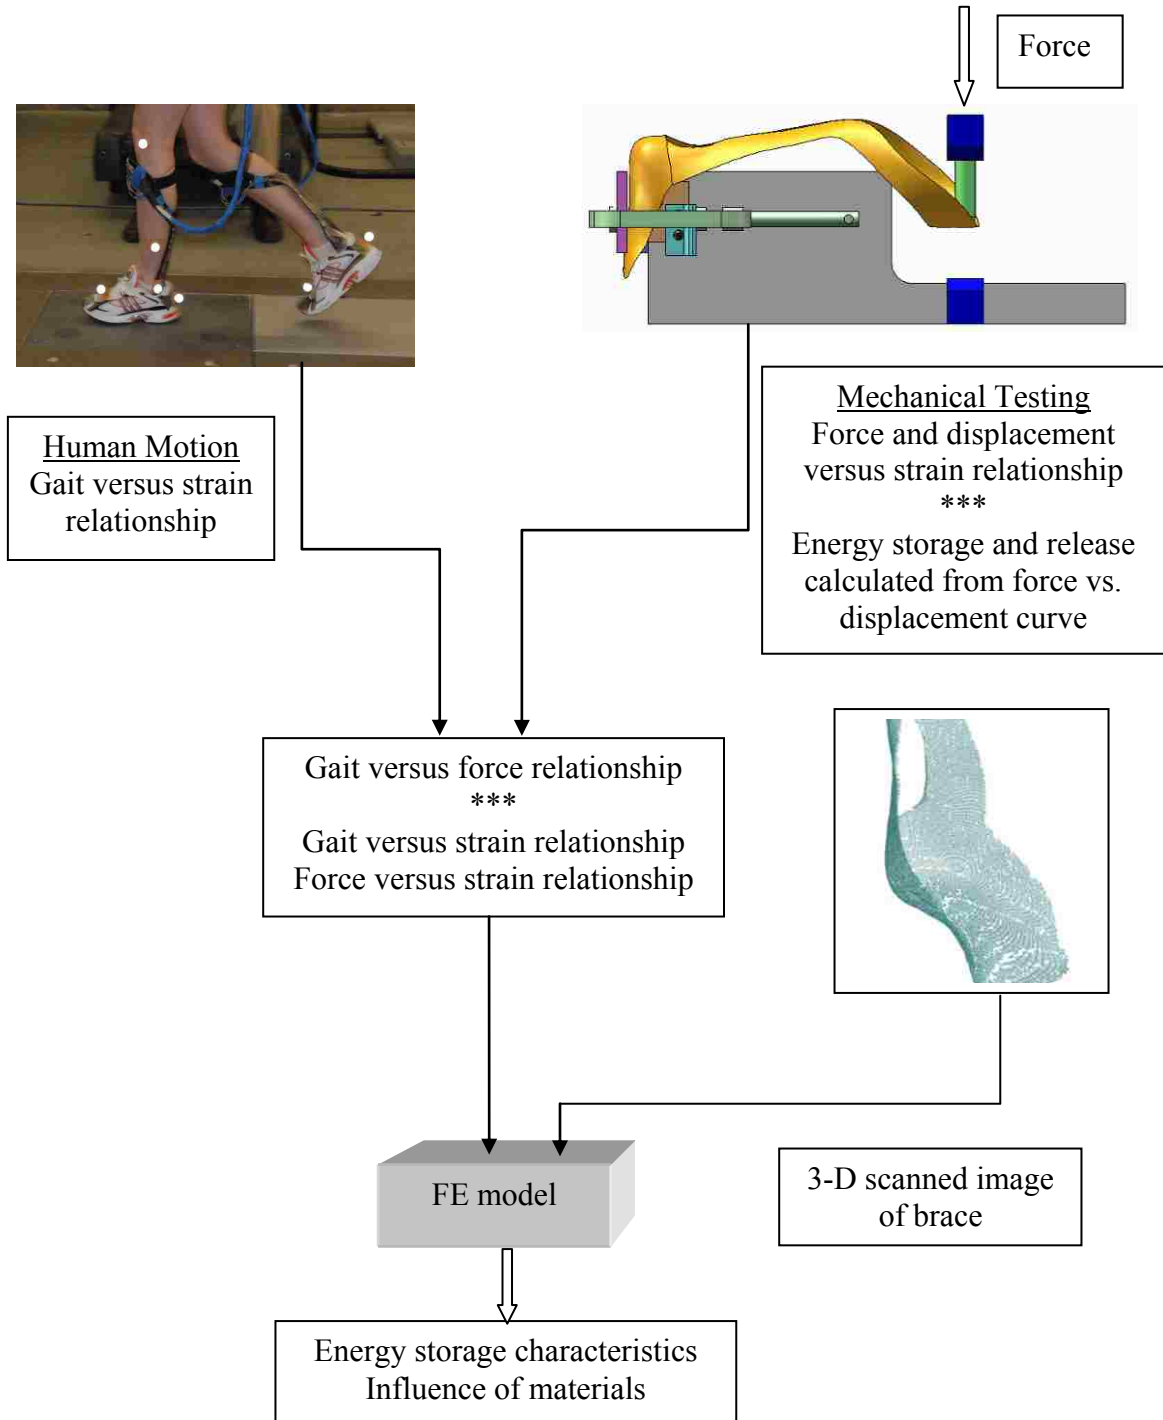 Force
Human Motion
Gait versus strain
relationship
Mechanical Testing
Force and displacement
versus strain relationship
***
Energy storage and release
calculated from force vs.
displacement curve
Gait versus force relationship
***
Gait versus strain relationship
Force versus strain relationship
FE model
3-D scanned image
of brace
Energy storage characteristics
Influence of materials